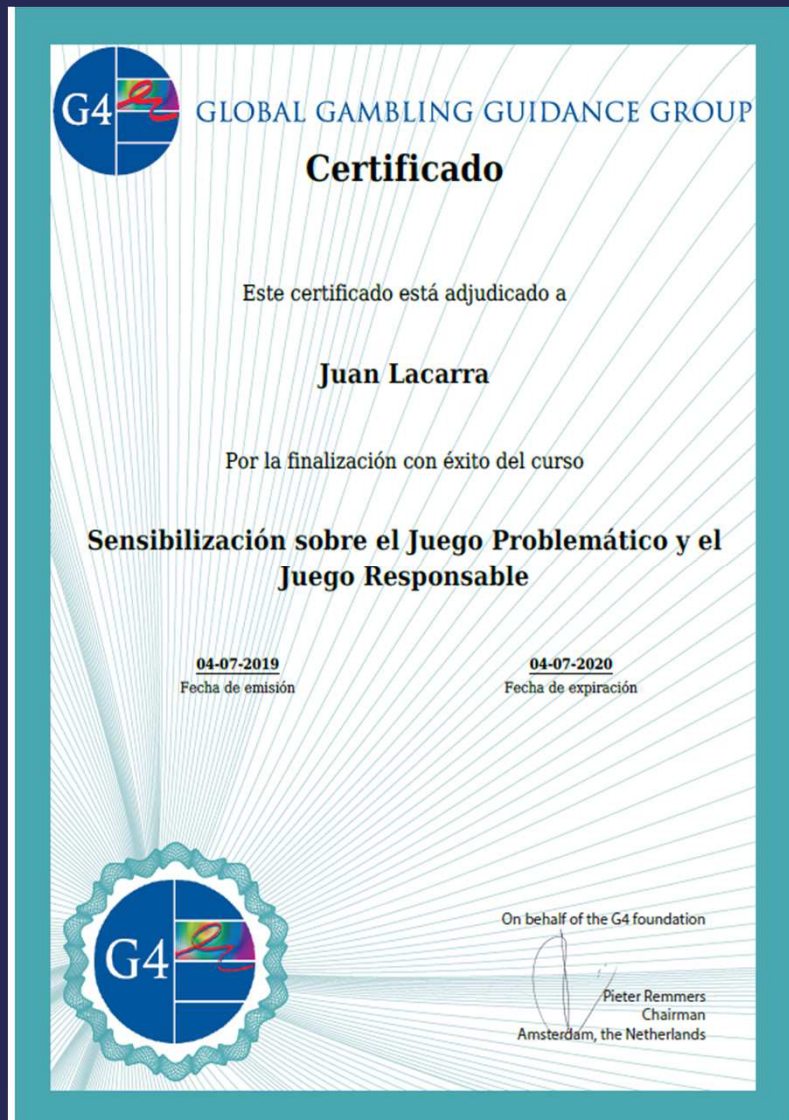 G4
GLOBAL GAMBLING GUIDANCE GROUP
Certificado
Este certificado está adjudicado a
Juan Lacarra
Por la finalización con éxito del curso
Sensibilización sobre el Juego Problemático y el
Juego Responsable
04-07-2019
Fecha de emisión
04-07-2020
Fecha de expiración
G4
On behalf of the G4 foundation
Pieter Remmers
Chairman
Amsterdam, the Netherlands